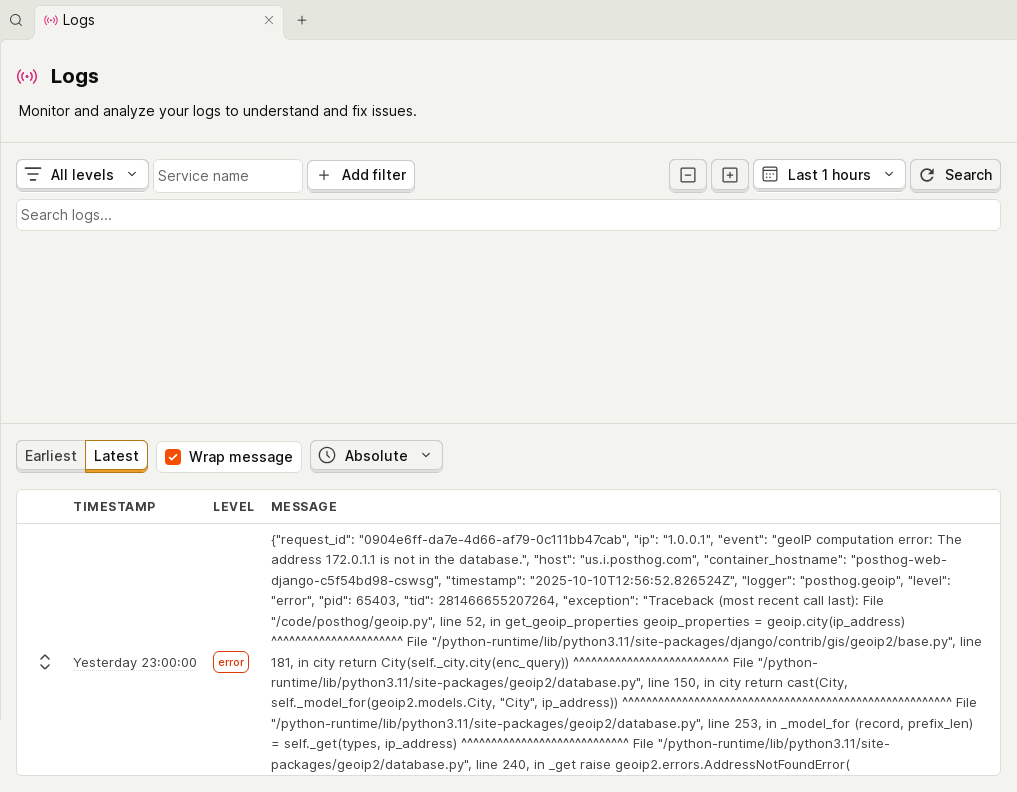 Logs
Logs
Monitor and analyze your logs to understand and fix issues.
All levels
Service name
Add filter
Last 1 hours
Search
Search logs...
Earliest
Latest
Wrap message
Absolute
TIMESTAMP LEVEL MESSAGE
Yesterday 23:00:00
error
{"request_id": "0904e6ff-da7e-4d66-af79-0c111bb47cab", "ip": "1.0.0.1", "event": "geoIP computation error: The
address 172.0.1.1 is not in the database.", "host": "us.i.posthog.com", "container_hostname": "posthog-web-
django-c5f54bd98-cswsg", "timestamp": "2025-10-10T12:56:52.826524Z", "logger": "posthog.geoip", "level":
"error", "pid": 65403, "tid": 281466655207264, "exception": "Traceback (most recent call last): File
"/code/posthog/geoip.py", line 52, in get_geoip_properties geoip_properties = geoip.city(ip_address)
^^^^^^^^^^^^^^^^^^^^^^ File "/python-runtime/lib/python3.11/site-packages/django/contrib/gis/geoip2/base.py", line
181, in city return City(self._city.city(enc_query)) ^^^^^^^^^^^^^^^^^^^^^^^^^^ File "/python-
runtime/lib/python3.11/site-packages/geoip2/database.py", line 150, in city return cast(City,
self._model_for(geoip2.models.City, "City", ip_address)) ^^^^^^^^^^^^^^^^^^^^^^^^^^^^^^^^^^^^^^^^^^^^^^^^^^^^^^^ File
"/python-runtime/lib/python3.11/site-packages/geoip2/database.py", line 253, in _model_for (record, prefix_len)
= self._get(types, ip_address) ^^^^^^^^^^^^^^^^^^^^^^^^^^^^ File "/python-runtime/lib/python3.11/site-
packages/geoip2/database.py", line 240, in _get raise geoip2.errors.AddressNotFoundError(